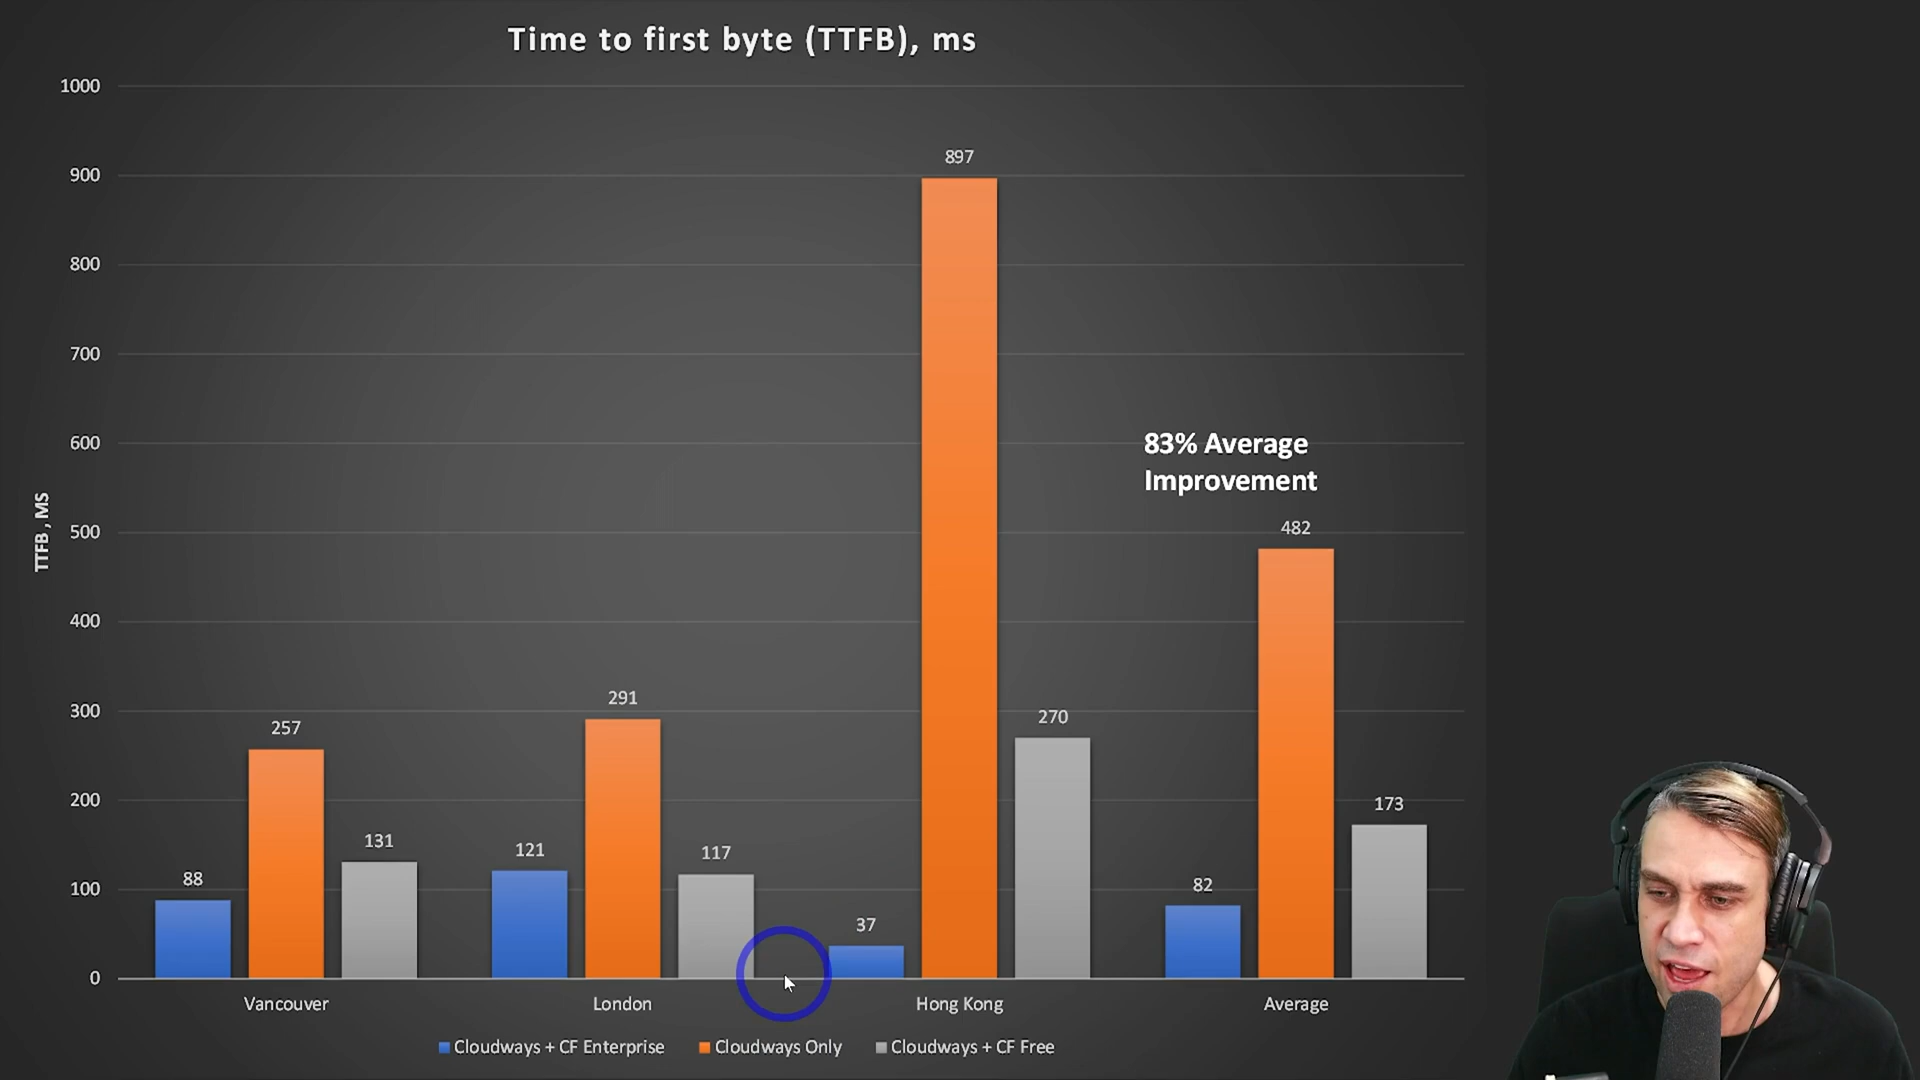 Time to first byte (TTFB), ms
1000
900
800
700
600
500
400
300
200
100
0
TTFB , MS
897
83% Average
Improvement
482
291
257
270
173
131
121
117
88
82
37
Vancouver
London
Hong Kong
Average
Cloudways + CF Enterprise
Cloudways Only
Cloudways + CF Free